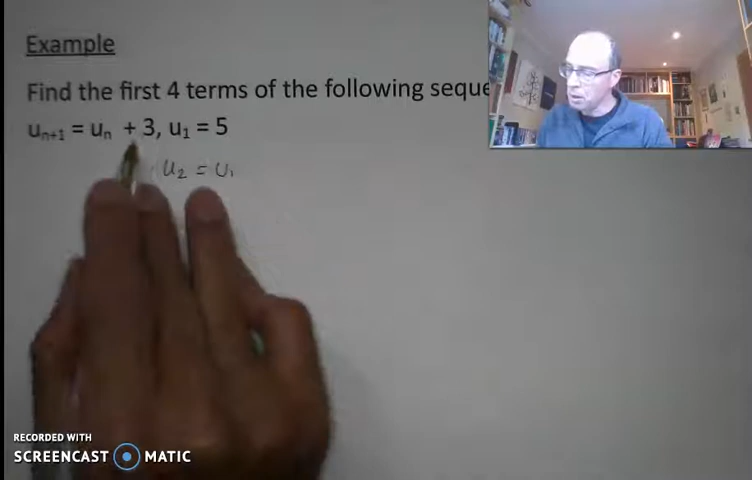 Example
Find the first 4 terms of the following
uₙ₊₁ = uₙ + 3, u₁ = 5
u₂ = u₁
RECORDED WITH
SCREENCAST MATIC